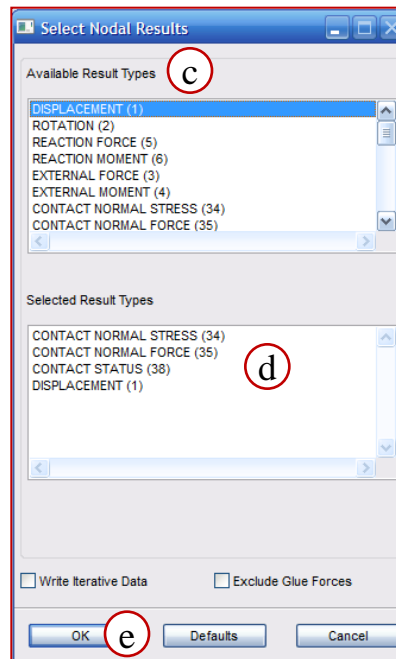 Select Nodal Results
Available Result Types
c
DISPLACEMENT (1)
ROTATION (2)
REACTION FORCE (5)
REACTION MOMENT (6)
EXTERNAL FORCE (3)
EXTERNAL MOMENT (4)
CONTACT NORMAL STRESS (34)
CONTACT NORMAL FORCE (35)
Selected Result Types
CONTACT NORMAL STRESS (34)
CONTACT NORMAL FORCE (35)
CONTACT STATUS (38)
DISPLACEMENT (1)
d
Write Iterative Data Exclude Glue Forces
OK e Defaults Cancel